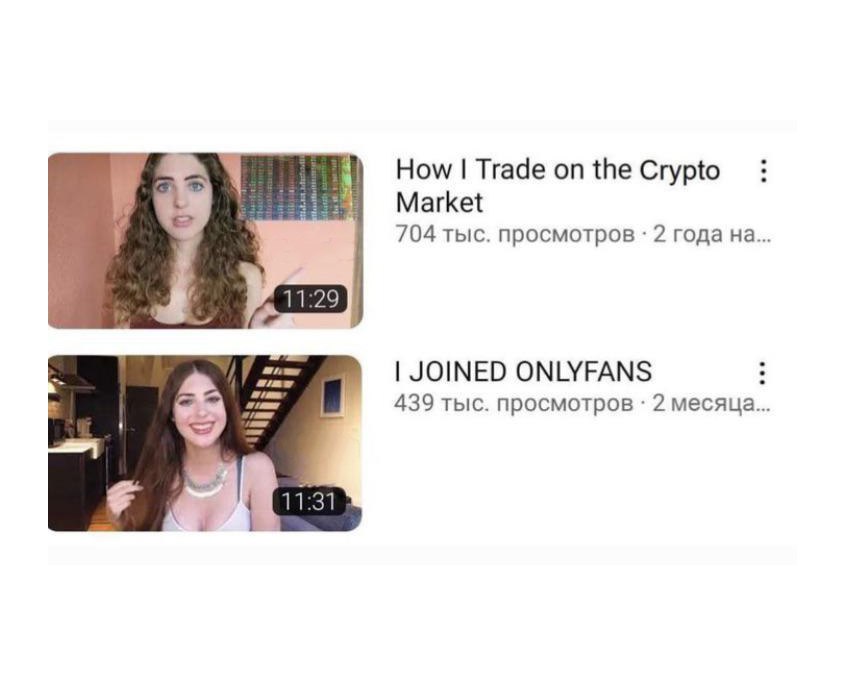 How I Trade on the Crypto
Market
704 тыс. просмотров · 2 года на...
11:29
I JOINED ONLYFANS
439 тыс. просмотров · 2 месяца...
11:31